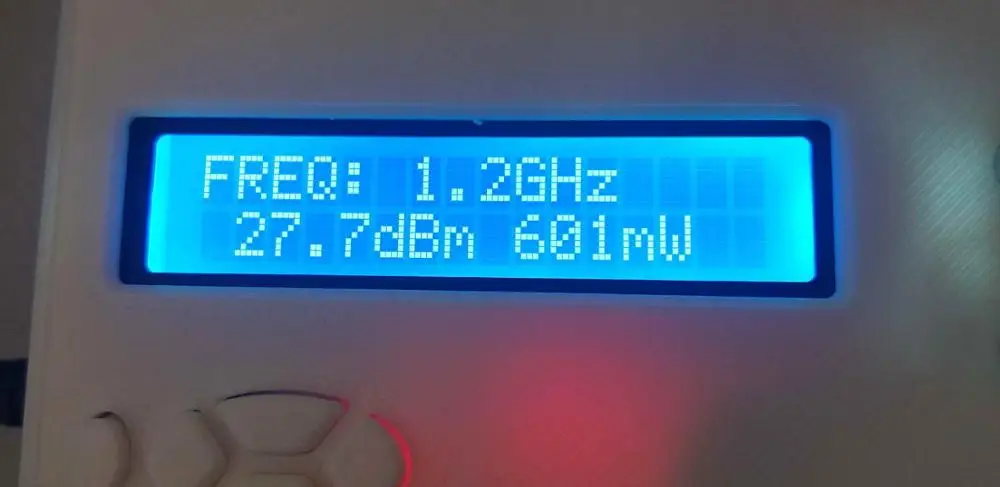 FREQ: 1.2GHz
27.7dBm 601mW